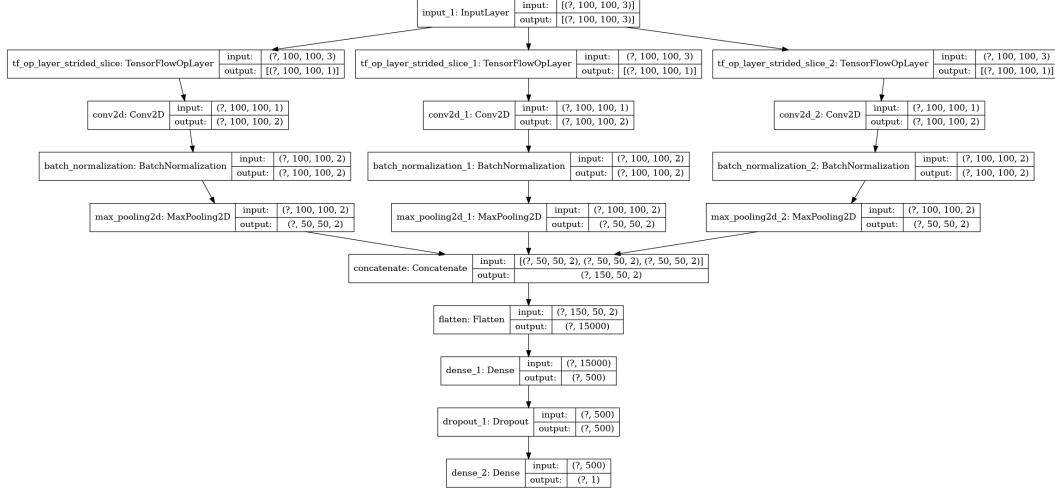 input_1: InputLayer input: [(?, 100, 100, 3)]
output: [(?, 100, 100, 3)]
tf_op_layer_strided_slice: TensorFlowOpLayer input: (?, 100, 100, 3)
output: [(?, 100, 100, 1)]
tf_op_layer_strided_slice_1: TensorFlowOpLayer input: (?, 100, 100, 3)
output: [(?, 100, 100, 1)]
tf_op_layer_strided_slice_2: TensorFlowOpLayer input: (?, 100, 100, 3)
output: [(?, 100, 100, 1)]
conv2d: Conv2D input: (?, 100, 100, 1)
output: (?, 100, 100, 2)
conv2d_1: Conv2D input: (?, 100, 100, 1)
output: (?, 100, 100, 2)
conv2d_2: Conv2D input: (?, 100, 100, 1)
output: (?, 100, 100, 2)
batch_normalization: BatchNormalization input: (?, 100, 100, 2)
output: (?, 100, 100, 2)
batch_normalization_1: BatchNormalization input: (?, 100, 100, 2)
output: (?, 100, 100, 2)
batch_normalization_2: BatchNormalization input: (?, 100, 100, 2)
output: (?, 100, 100, 2)
max_pooling2d: MaxPooling2D input: (?, 100, 100, 2)
output: (?, 50, 50, 2)
max_pooling2d_1: MaxPooling2D input: (?, 100, 100, 2)
output: (?, 50, 50, 2)
max_pooling2d_2: MaxPooling2D input: (?, 100, 100, 2)
output: (?, 50, 50, 2)
concatenate: Concatenate input: [(?, 50, 50, 2), (?, 50, 50, 2), (?, 50, 50, 2)]
output: (?, 150, 50, 2)
flatten: Flatten input: (?, 150, 50, 2)
output: (?, 15000)
dense_1: Dense input: (?, 15000)
output: (?, 500)
dropout_1: Dropout input: (?, 500)
output: (?, 500)
dense_2: Dense input: (?, 500)
output: (?, 1)